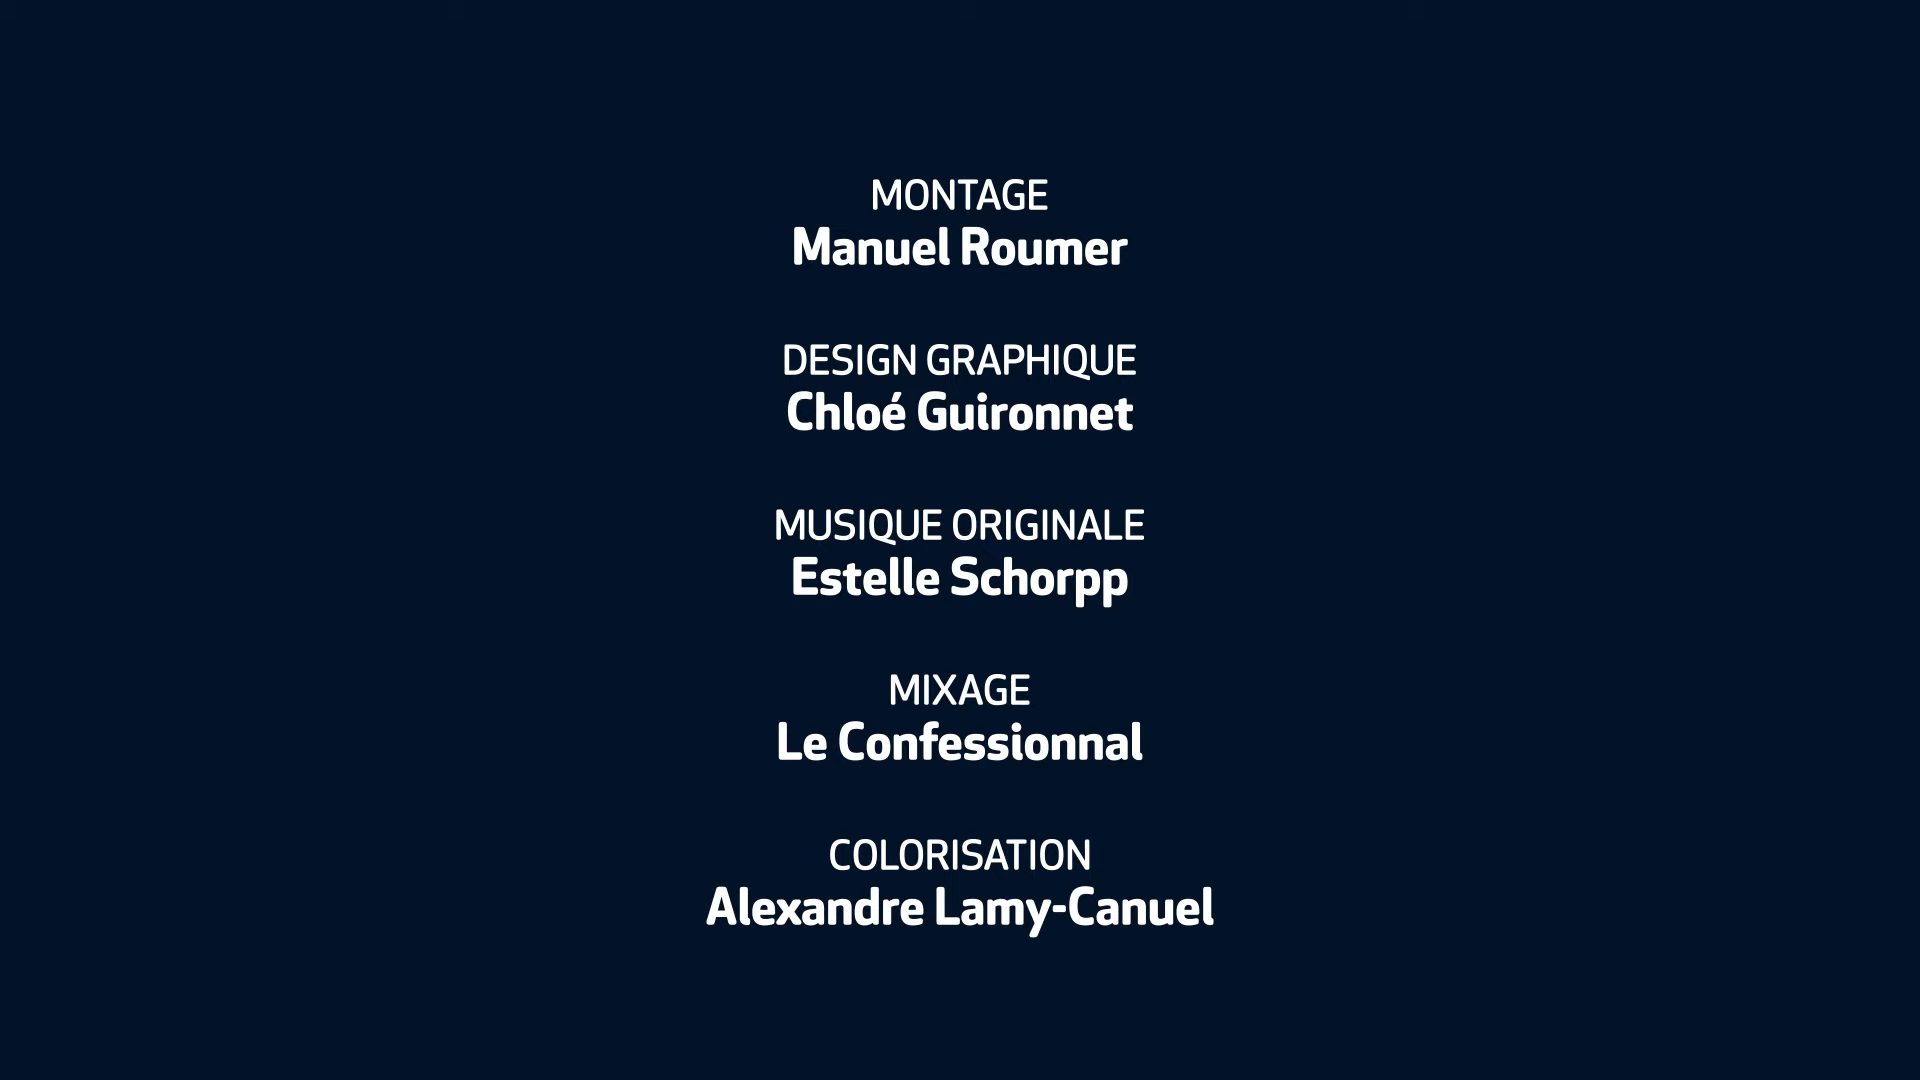 MONTAGE
Manuel Roumer
DESIGN GRAPHIQUE
Chloé Guironnet
MUSIQUE ORIGINALE
Estelle Schorpp
MIXAGE
Le Confessionnal
COLORISATION
Alexandre Lamy-Canuel